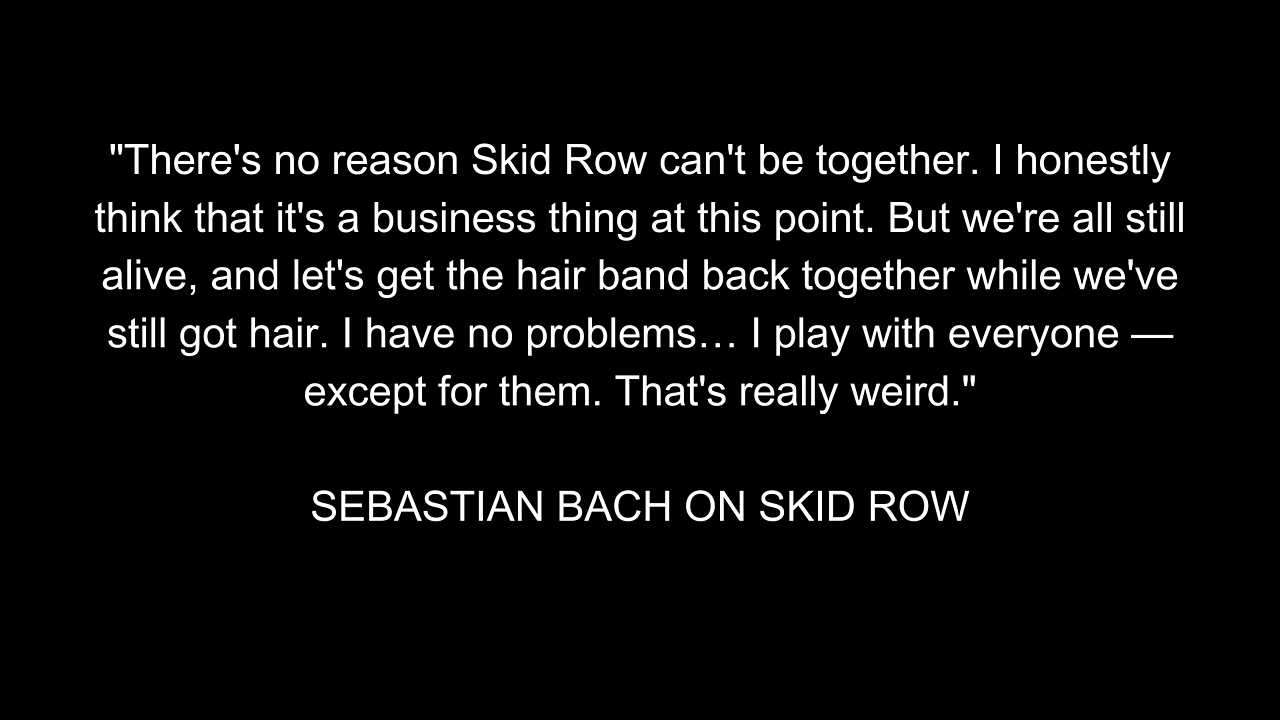 "There's no reason Skid Row can't be together. I honestly
think that it's a business thing at this point. But we're all still
alive, and let's get the hair band back together while we've
still got hair. I have no problems… I play with everyone —
except for them. That's really weird."
SEBASTIAN BACH ON SKID ROW